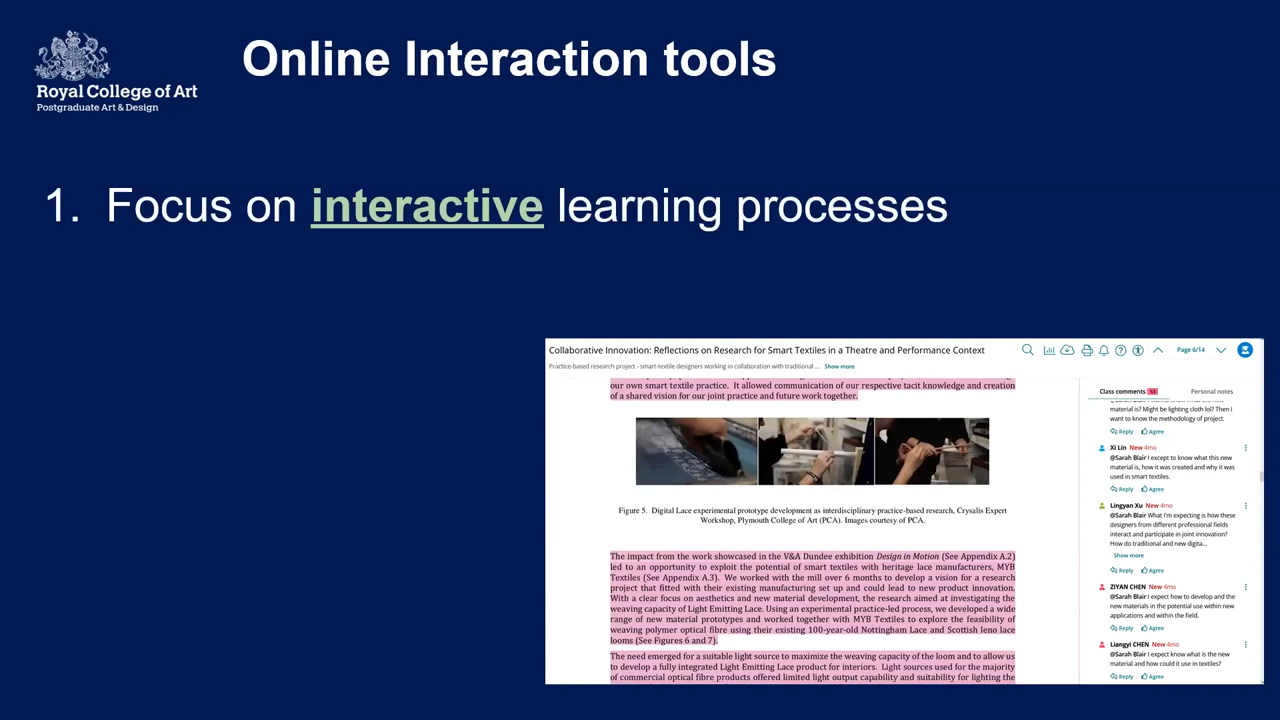 Online Interaction tools
Royal College of Art
Postgraduate Art & Design
1. Focus on interactive learning processes
Collaborative Innovation: Reflections on Research for Smart Textiles in a Theatre and Performance Context
Page 6/14
Practice-based research project - smart-textile designers working in collaboration with traditional ... Show more
our own smart textile practice. It allowed communication of our respective tacit knowledge and creation
of a shared vision for our joint practice and future work together.
Figure 5. Digital Lace experimental prototype development as interdisciplinary practice-based research, Crysalis Expert
Workshop, Plymouth College of Art (PCA). Images courtesy of PCA.
The impact from the work showcased in the V&A Dundee exhibition Design in Motion (See Appendix A.2)
led to an opportunity to exploit the potential of smart textiles with heritage lace manufacturers, MYB
Textiles (See Appendix A.3). We worked with the mill over 6 months to develop a vision for a research
project that fitted with their existing manufacturing set up and could lead to new product innovation.
With a clear focus on aesthetics and new material development, the research aimed at investigating the
weaving capacity of Light Emitting Lace. Using an experimental practice-led process, we developed a wide
range of new material prototypes and worked together with MYB Textiles to explore the feasibility of
weaving polymer optical fibre using their existing 100-year-old Nottingham Lace and Scottish leno lace
looms (See Figures 6 and 7).
The need emerged for a suitable light source to maximize the weaving capacity of the loom and to allow us
to develop a fully integrated Light Emitting Lace product for interiors. Light sources used for the majority
of commercial optical fibre products offered limited light output capability and suitability for lighting the
Class comments 53
Personal notes
material is? Might be lighting cloth lol? Then I
want to know the methodology of project.
Reply Agree
Xi Lin New 4mo
@Sarah Blair I except to know what this new
material is, how it was created and why it was
used in smart textiles.
Reply Agree
Lingyan Xu New 4mo
@Sarah Blair What I'm expecting is how these
designers from different professional fields
interact and participate in joint innovation?
How do traditional and new digita...
Show more
Reply Agree
ZIYAN CHEN New 4mo
@Sarah Blair I expect how to develop and the
new materials in the potential use within new
applications and within the field.
Reply Agree
Liangyi CHEN New 4mo
@Sarah Blair I expect know what is the new
material and how could it use in textiles?
Reply Agree